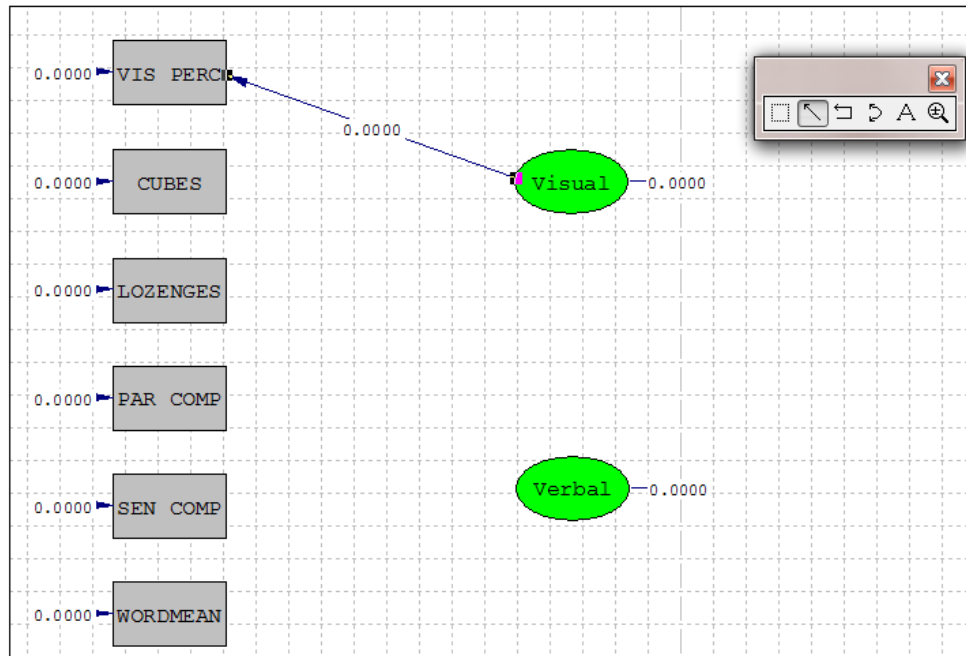 0.0000 VIS PERC
0.0000
0.0000 CUBES
Visual 0.0000
0.0000 LOZENGES
0.0000 PAR COMP
Verbal 0.0000
0.0000 SEN COMP
0.0000 WORDMEAN
A